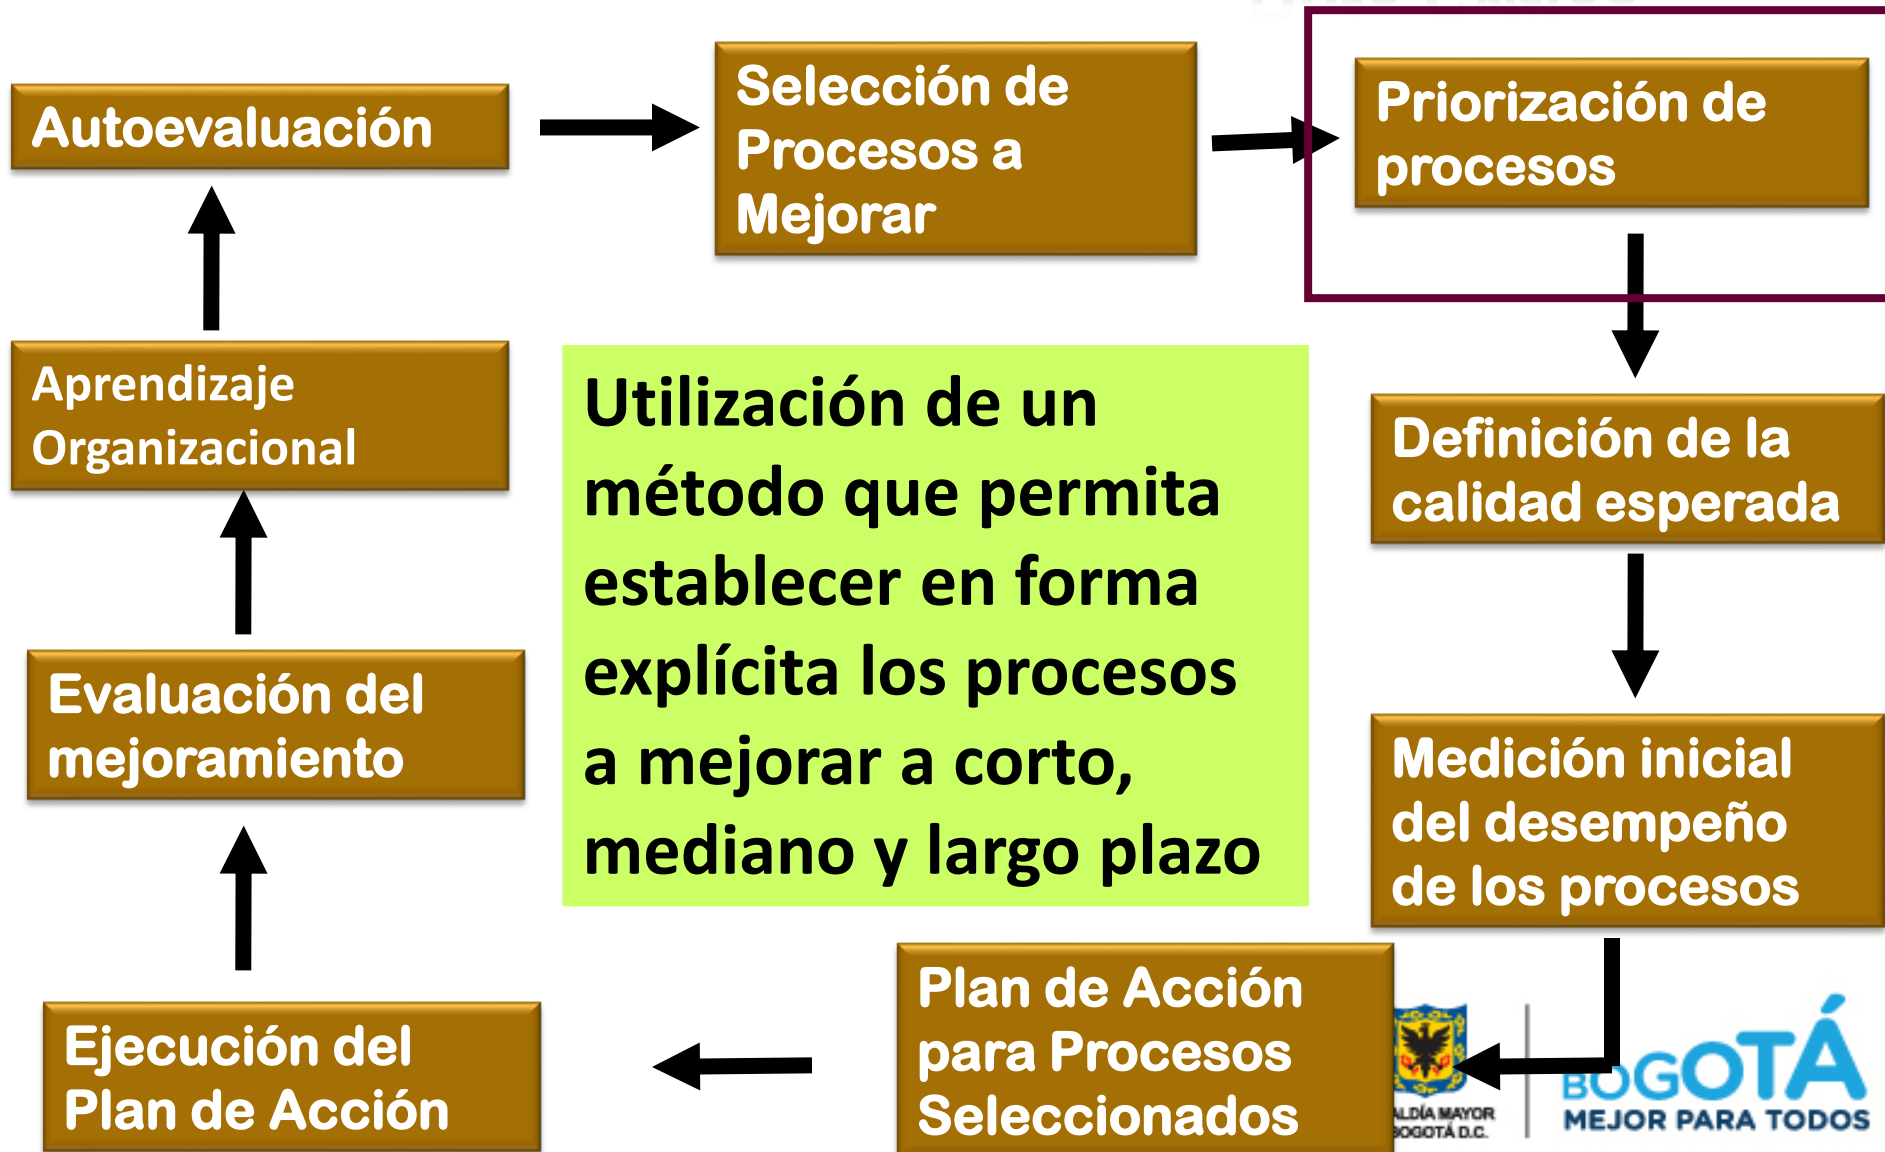 Autoevaluación
Selección de
Procesos a
Mejorar
Priorización de
procesos
Aprendizaje
Organizacional
Utilización de un
método que permita
establecer en forma
explícita los procesos
a mejorar a corto,
mediano y largo plazo
Definición de la
calidad esperada
Evaluación del
mejoramiento
Medición inicial
del desempeño
de los procesos
Ejecución del
Plan de Acción
Plan de Acción
para Procesos
Seleccionados
ALDÍA MAYOR
BOGOTÁ D.C.
BOGOTÁ
MEJOR PARA TODOS